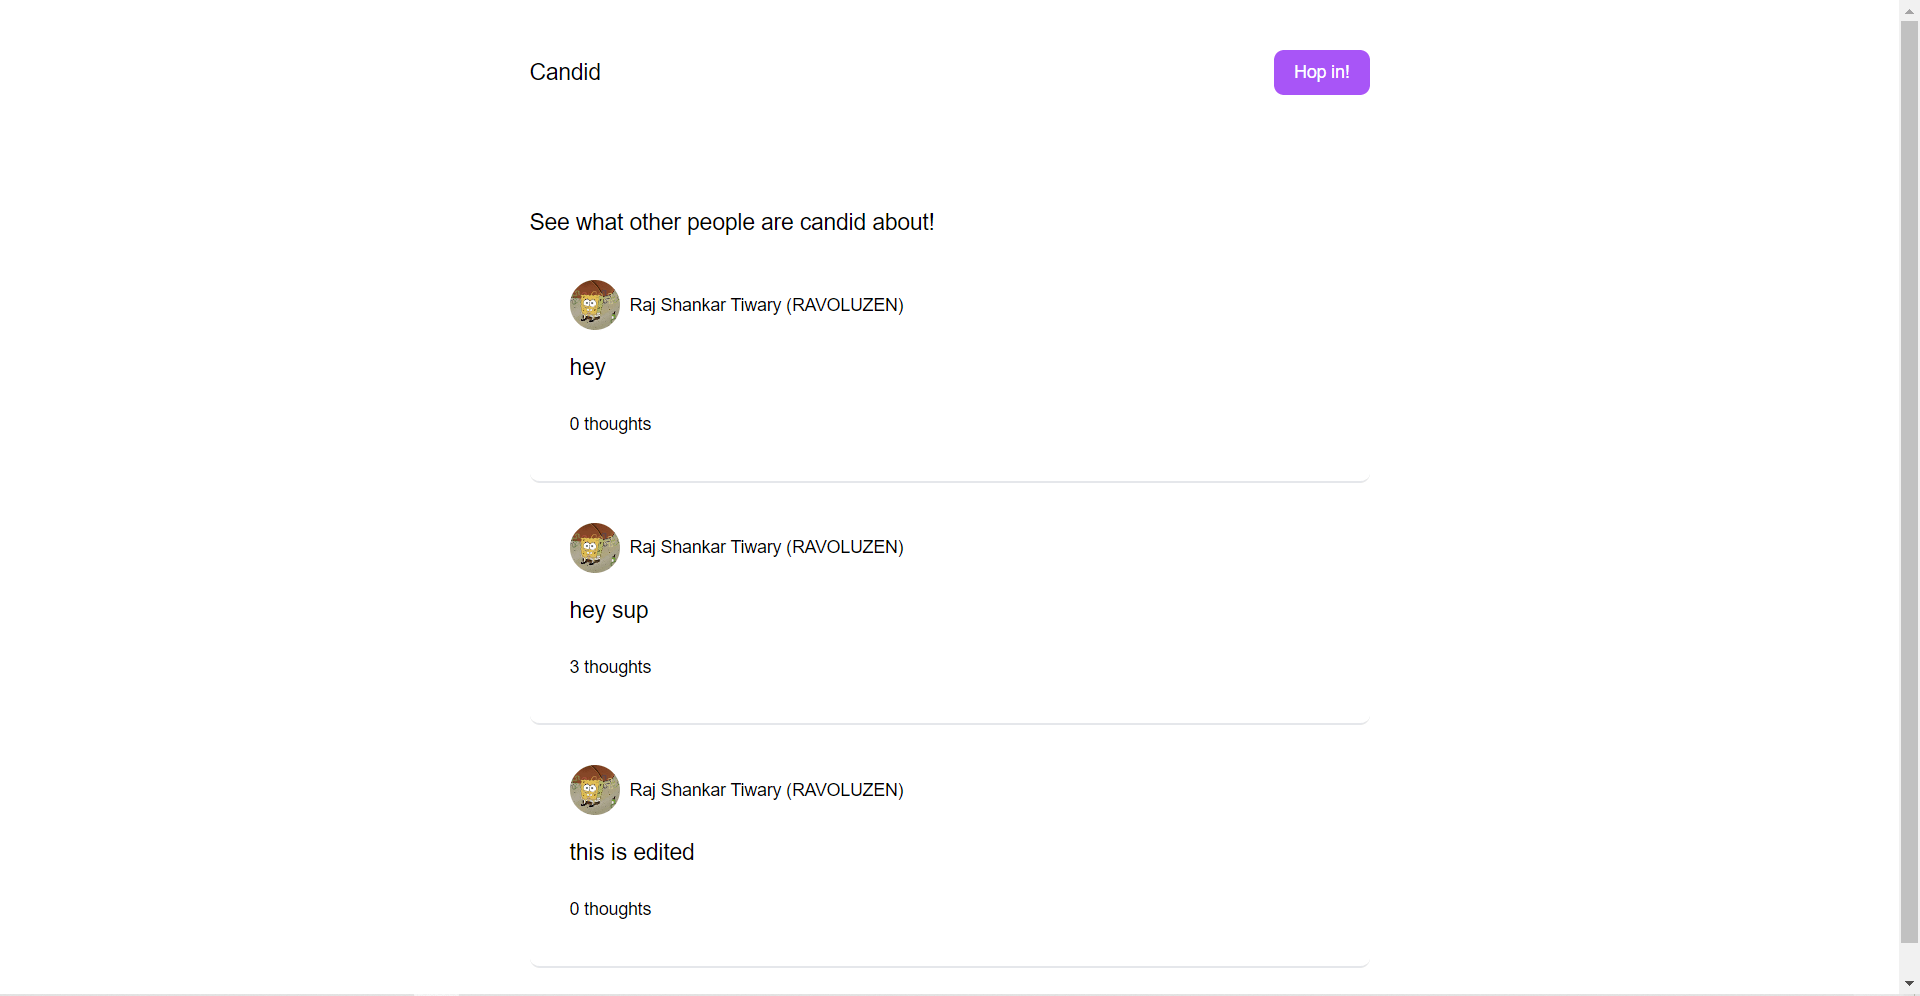 Candid
Hop in!
See what other people are candid about!
Raj Shankar Tiwary (RAVOLUZEN)
hey
0 thoughts
Raj Shankar Tiwary (RAVOLUZEN)
hey sup
3 thoughts
Raj Shankar Tiwary (RAVOLUZEN)
this is edited
0 thoughts